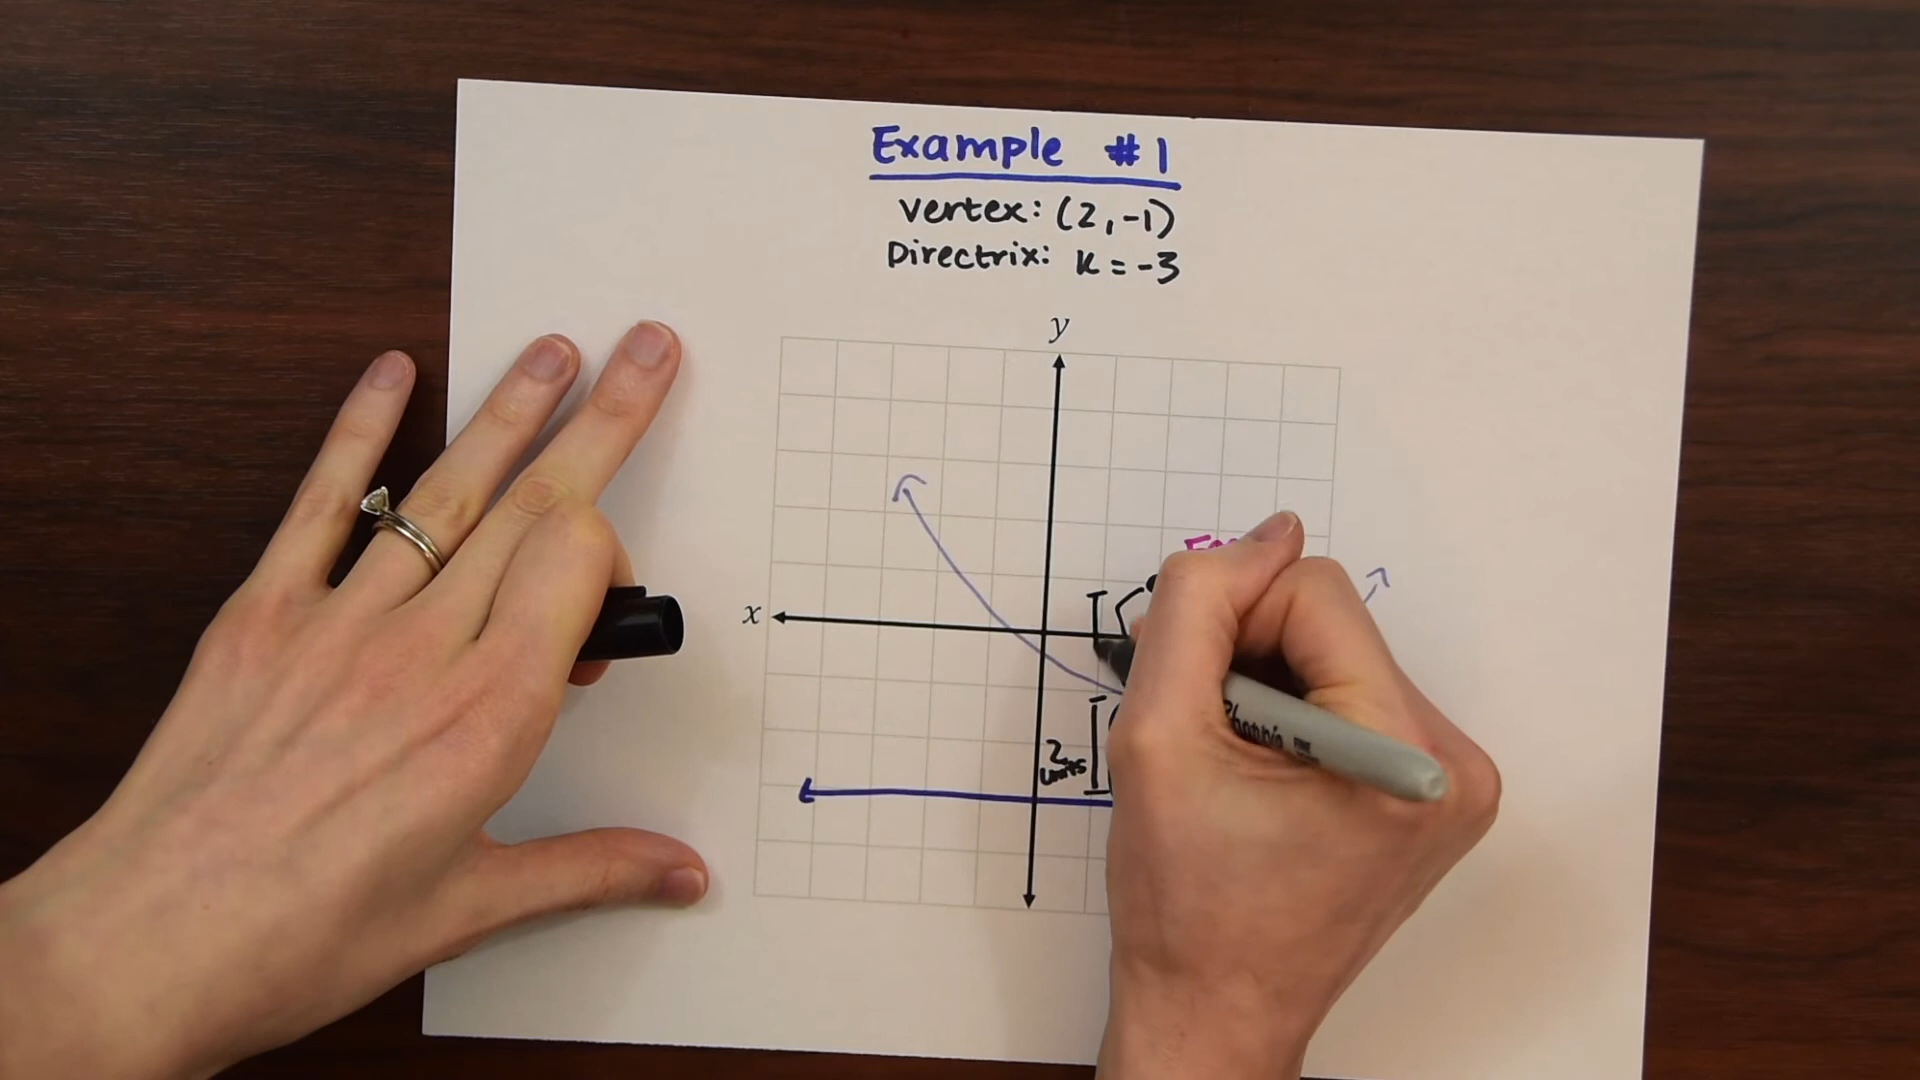 Example #1
Vertex: (2,-1)
Directrix: K = -3
y
x
2
units